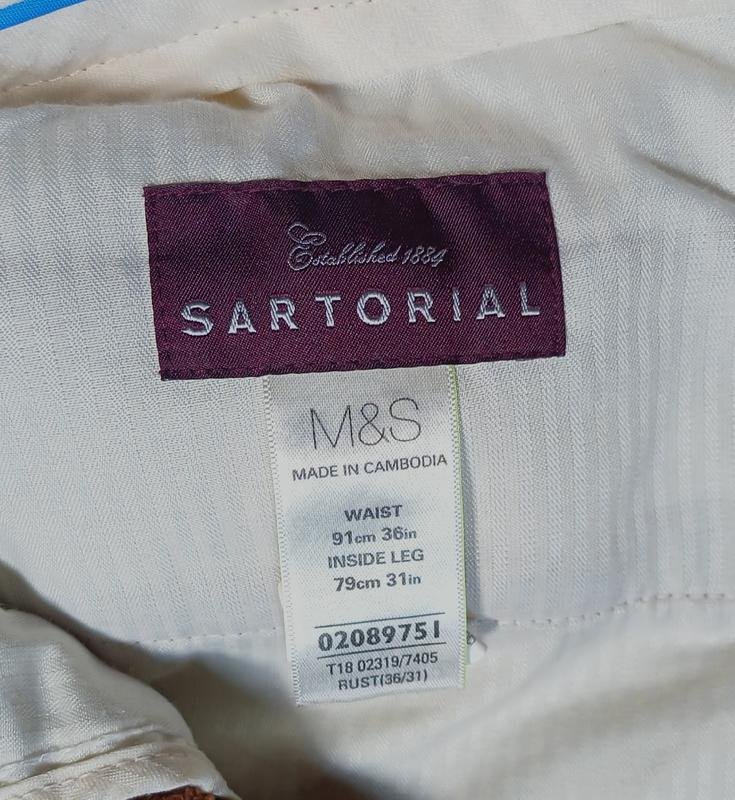 Established 1884
SARTORIAL
M&S
MADE IN CAMBODIA
WAIST
91cm 36in
INSIDE LEG
79cm 31in
02089751
T18 02319/7405
RUST(36/31)